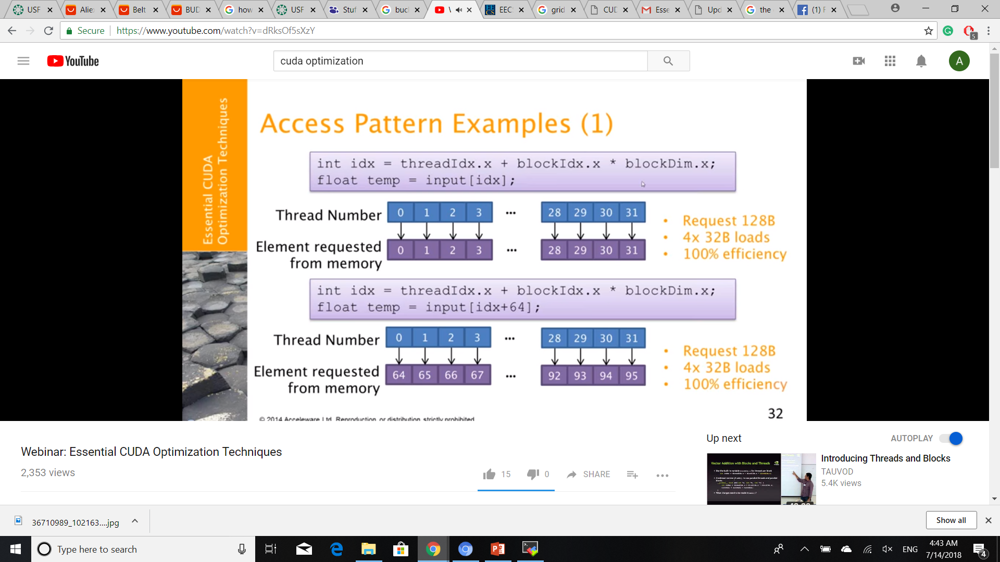 USF
Alie:
Belt
BUD
how
USF
Stuf
buc
V
EEC
grid
CUD
Esse
Upd
the
(1) F
Secure
https://www.youtube.com/watch?v=dRksOf5sXzY
5
YouTube
cuda optimization
A
Essential CUDA
Optimization Techniques
Access Pattern Examples (1)
int idx = threadIdx.x + blockIdx.x * blockDim.x;
float temp = input[idx];
Thread Number 0 1 2 3 ... 28 29 30 31
Element requested
from memory
0 1 2 3 ... 28 29 30 31
• Request 128B
• 4x 32B loads
• 100% efficiency
int idx = threadIdx.x + blockIdx.x * blockDim.x;
float temp = input[idx+64];
Thread Number 0 1 2 3 ... 28 29 30 31
Element requested
from memory
64 65 66 67 ... 92 93 94 95
• Request 128B
• 4x 32B loads
• 100% efficiency
© 2014 Acceleware Ltd. Reproduction or distribution strictly prohibited
32
Webinar: Essential CUDA Optimization Techniques
2,353 views
15
0
SHARE
Up next
AUTOPLAY
Vector Addition with Blocks and Threads
Introducing Threads and Blocks
TAUVOD
5.4K views
36710989_102163....jpg
Show all
Type here to search
ENG
4:43 AM
7/14/2018
4